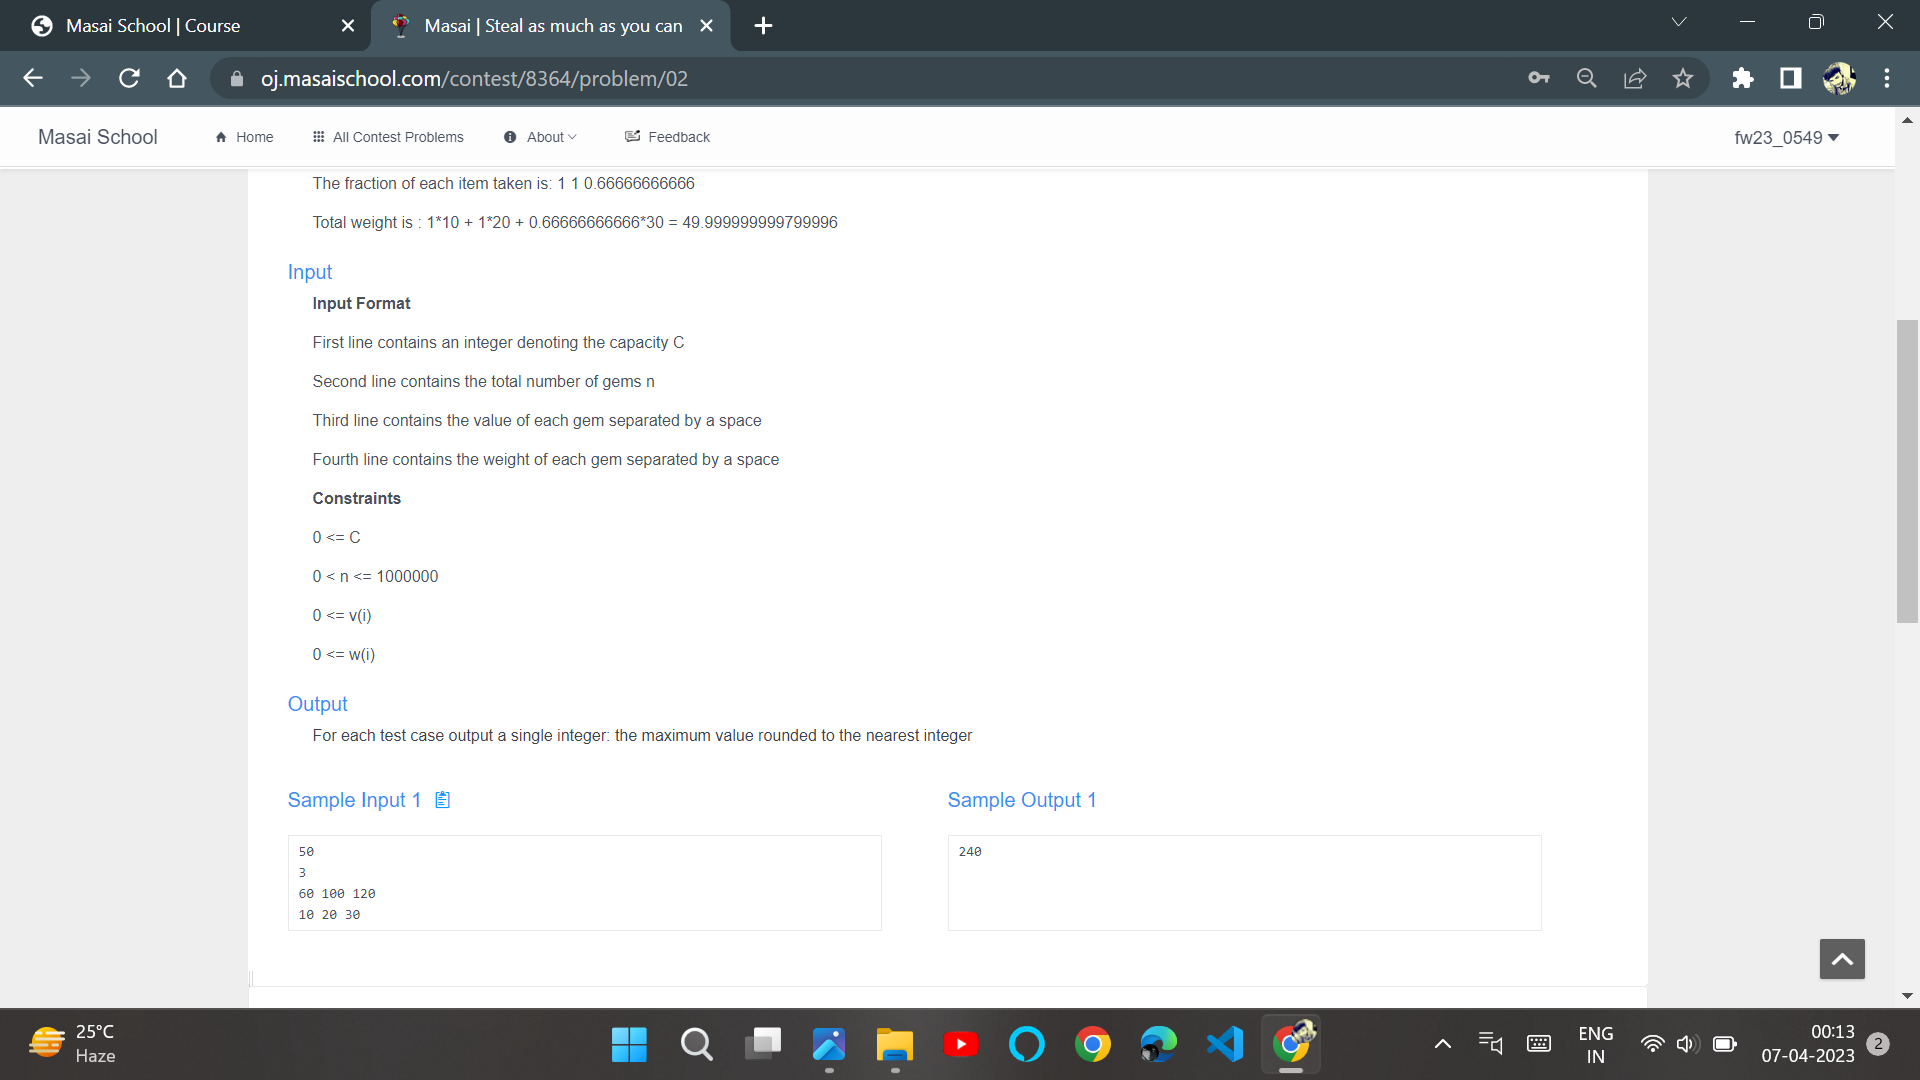 Masai School | Course
Masai | Steal as much as you can
oj.masaischool.com/contest/8364/problem/02
Masai School
Home
All Contest Problems
About
Feedback
fw23_0549
The fraction of each item taken is: 1 1 0.66666666666
Total weight is : 1*10 + 1*20 + 0.66666666666*30 = 49.999999999799996
Input
Input Format
First line contains an integer denoting the capacity C
Second line contains the total number of gems n
Third line contains the value of each gem separated by a space
Fourth line contains the weight of each gem separated by a space
Constraints
0 <= C
0 < n <= 1000000
0 <= v(i)
0 <= w(i)
Output
For each test case output a single integer: the maximum value rounded to the nearest integer
Sample Input 1
50
3
60 100 120
10 20 30
Sample Output 1
240
25°C
Haze
ENG
IN
00:13
07-04-2023
2